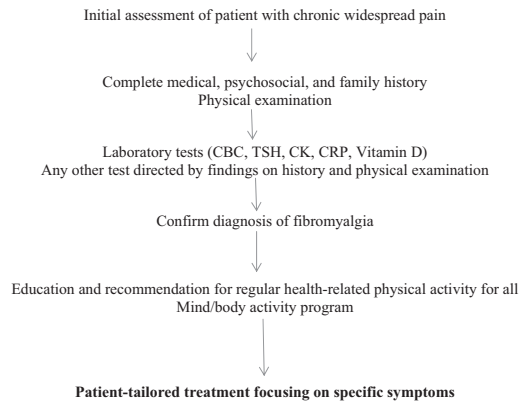 Initial assessment of patient with chronic widespread pain
Complete medical, psychosocial, and family history
Physical examination
Laboratory tests (CBC, TSH, CK, CRP, Vitamin D)
Any other test directed by findings on history and physical examination
Confirm diagnosis of fibromyalgia
Education and recommendation for regular health-related physical activity for all
Mind/body activity program
Patient-tailored treatment focusing on specific symptoms